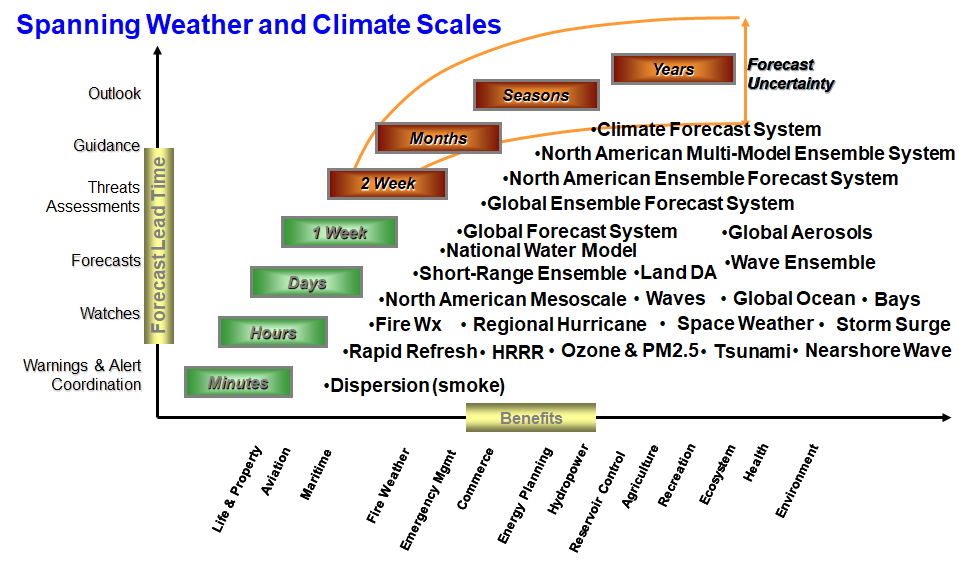 Spanning Weather and Climate Scales
Forecast
Uncertainty
Years
Seasons
Months
2 Week
1 Week
Days
Hours
Minutes
Outlook
Guidance
Threats
Assessments
Forecasts
Watches
Warnings & Alert
Coordination
Forecast Lead Time
•Climate Forecast System
•North American Multi-Model Ensemble System
•North American Ensemble Forecast System
•Global Ensemble Forecast System
•Global Forecast System •Global Aerosols
•National Water Model
•Short-Range Ensemble •Land DA •Wave Ensemble
•North American Mesoscale • Waves • Global Ocean • Bays
•Fire Wx • Regional Hurricane • Space Weather • Storm Surge
•Rapid Refresh • HRRR • Ozone & PM2.5 • Tsunami • Nearshore Wave
•Dispersion (smoke)
Benefits
Life & Property
Aviation
Maritime
Fire Weather
Emergency Mgmt
Commerce
Energy Planning
Hydropower
Reservoir Control
Agriculture
Recreation
Ecosystem
Health
Environment